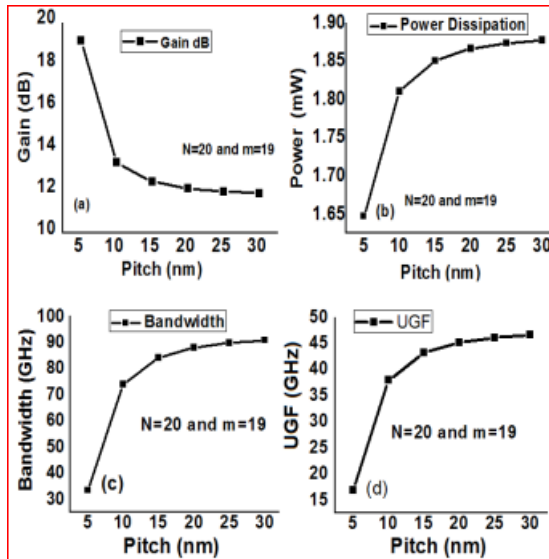 Gain dB
20
18
16
14
12
10
Gain (dB)
N=20 and m=19
(a)
5 10 15 20 25 30
Pitch (nm)
Power Dissipation
1.90
1.85
1.80
1.75
1.70
1.65
Power (mW)
(b)
N=20 and m=19
5 10 15 20 25 30
Pitch (nm)
Bandwidth
100
90
80
70
60
50
40
30
Bandwidth (GHz)
N=20 and m=19
(c)
5 10 15 20 25 30
Pitch (nm)
UGF
50
45
40
35
30
25
20
15
UGF (GHz)
N=20 and m=19
(d)
5 10 15 20 25 30
Pitch (nm)